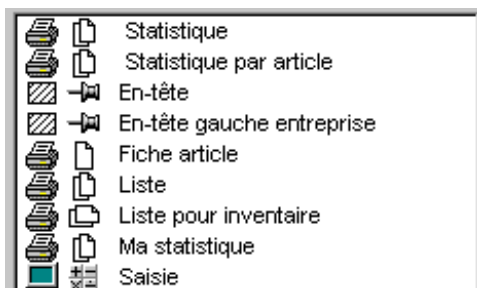 Statistique
Statistique par article
En-tête
En-tête gauche entreprise
Fiche article
Liste
Liste pour inventaire
Ma statistique
Saisie